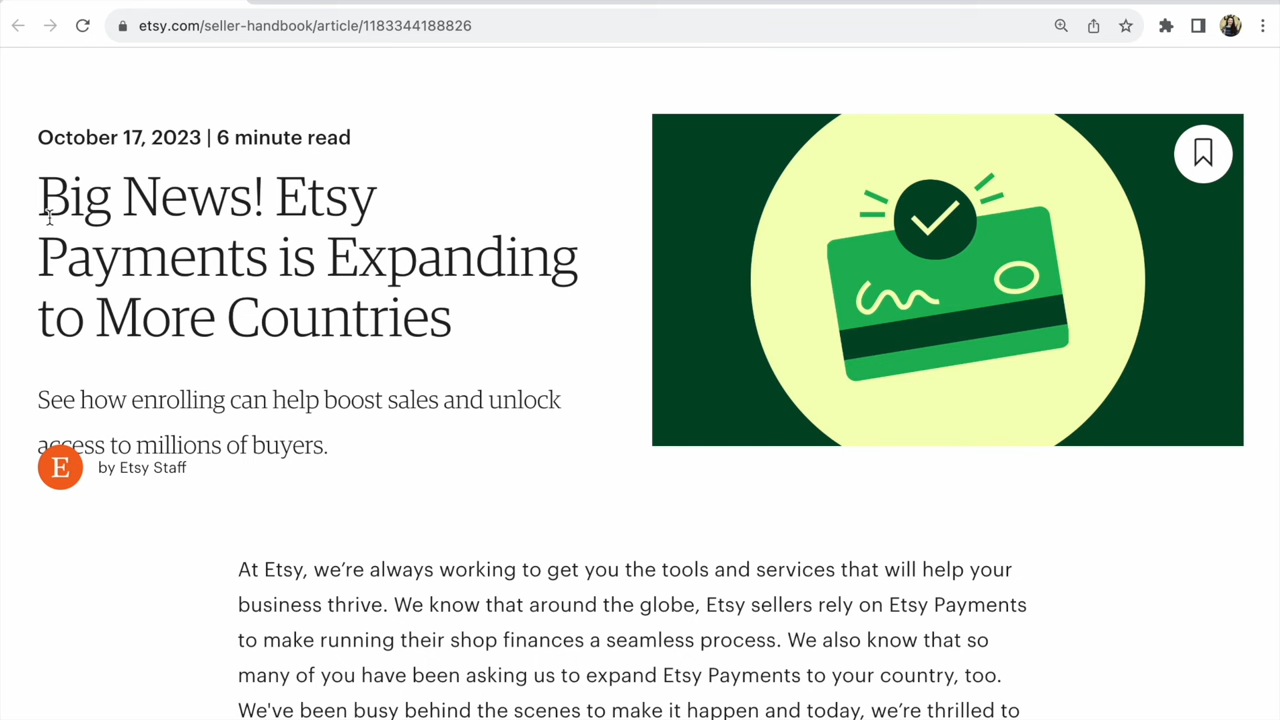 etsy.com/seller-handbook/article/1183344188826
October 17, 2023 | 6 minute read
Big News! Etsy
Payments is Expanding
to More Countries
See how enrolling can help boost sales and unlock
access to millions of buyers.
E
by Etsy Staff
At Etsy, we’re always working to get you the tools and services that will help your
business thrive. We know that around the globe, Etsy sellers rely on Etsy Payments
to make running their shop finances a seamless process. We also know that so
many of you have been asking us to expand Etsy Payments to your country, too.
We've been busy behind the scenes to make it happen and today, we’re thrilled to